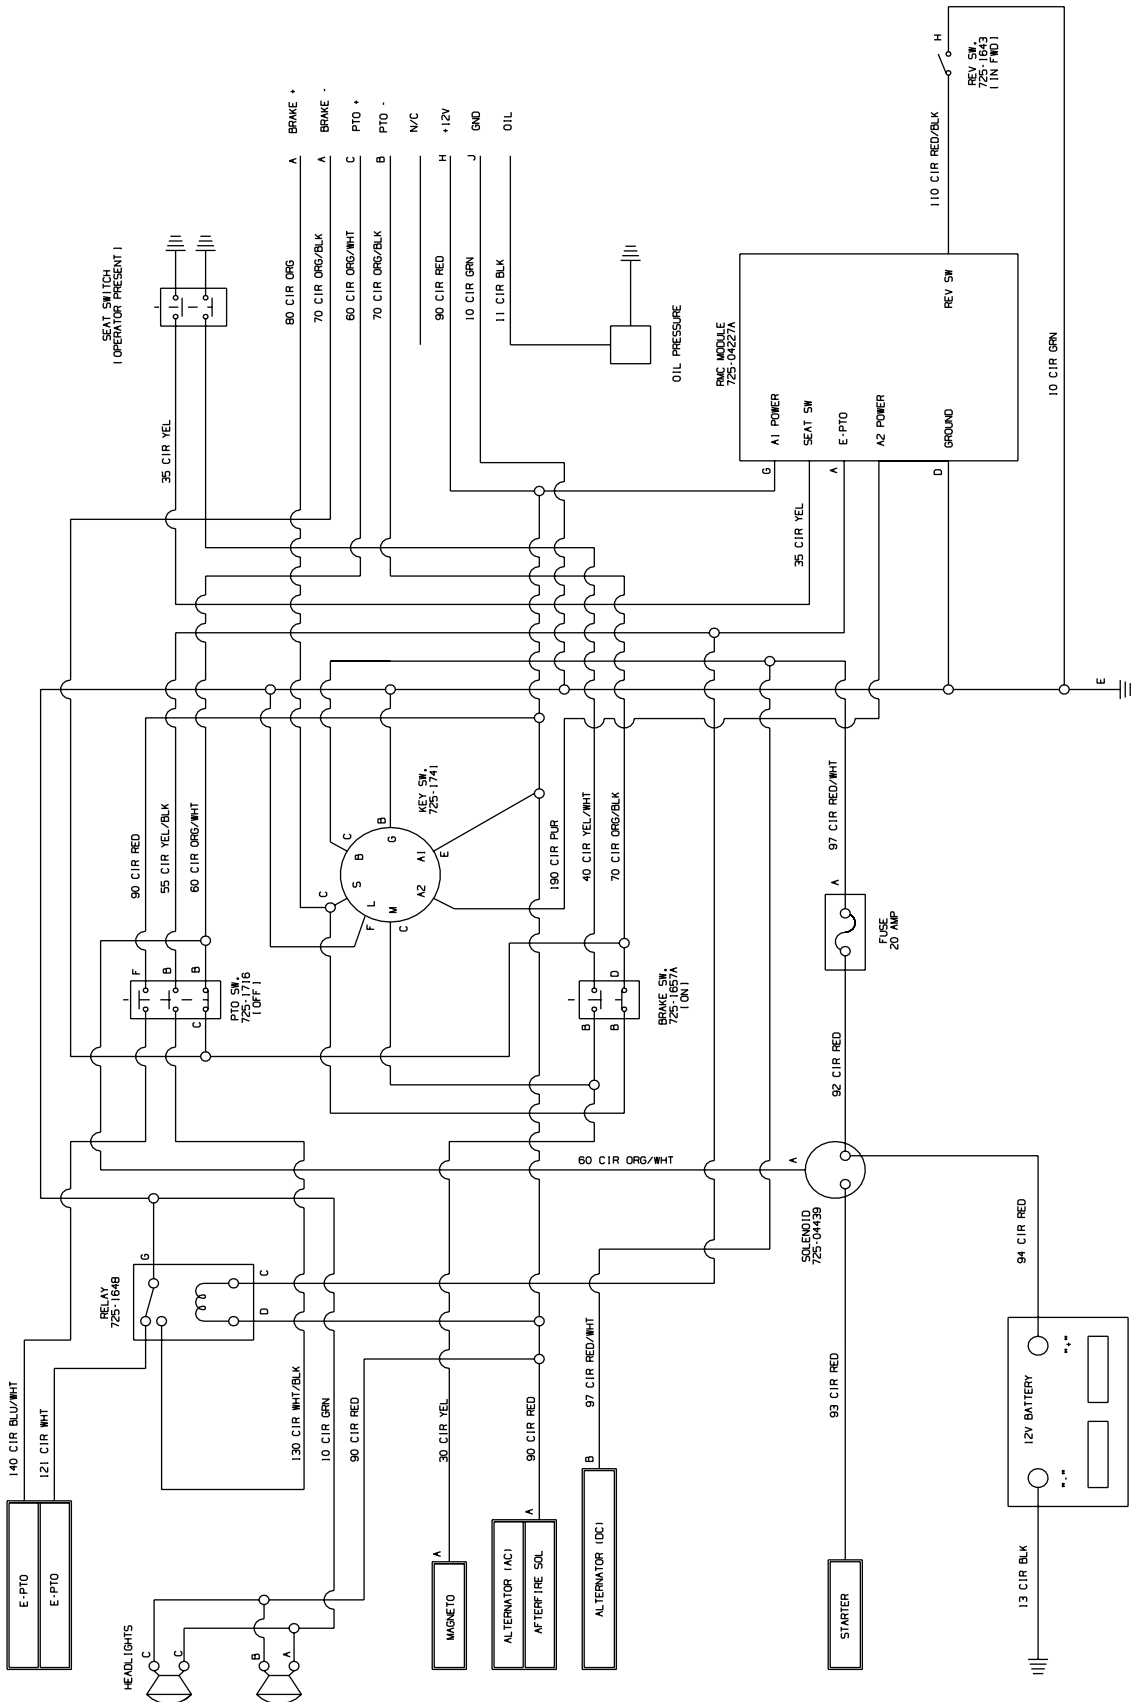 SEAT SWITCH
(OPERATOR PRESENT)
35 CIR YEL
A BRAKE +
80 CIR ORG
A BRAKE -
70 CIR ORG/BLK
C PTO +
60 CIR ORG/WHT
B PTO -
70 CIR ORG/BLK
N/C
H +12V
90 CIR RED
J GND
10 CIR GRN
OIL
11 CIR BLK
OIL PRESSURE
RMC MODULE
725-04227A
G
A1 POWER
SEAT SW
35 CIR YEL
A
E-PTO
A2 POWER
D
GROUND
REV SW
110 CIR RED/BLK
H
REV SW.
725-1643
(IN FWD)
10 CIR GRN
E
90 CIR RED
55 CIR YEL/BLK
60 CIR ORG/WHT
F
B
B
C
PTO SW.
725-1716
(OFF)
KEY SW.
725-1741
C
B
C
S
F
L
C
M
B
G
A1
E
A2
190 CIR PUR
40 CIR YEL/WHT
70 CIR ORG/BLK
D
B
B
BRAKE SW.
725-1657A
(ON)
97 CIR RED/WHT
A
FUSE
20 AMP
92 CIR RED
60 CIR ORG/WHT
A
SOLENOID
725-04439
RELAY
725-1648
G
C
D
140 CIR BLU/WHT
121 CIR WHT
130 CIR WHT/BLK
10 CIR GRN
90 CIR RED
30 CIR YEL
90 CIR RED
97 CIR RED/WHT
93 CIR RED
94 CIR RED
E-PTO
E-PTO
HEADLIGHTS
C
C
B
A
A
MAGNETO
A
ALTERNATOR (AC)
AFTERFIRE SOL
B
ALTERNATOR (DC)
STARTER
12V BATTERY
"+"
"-"
13 CIR BLK